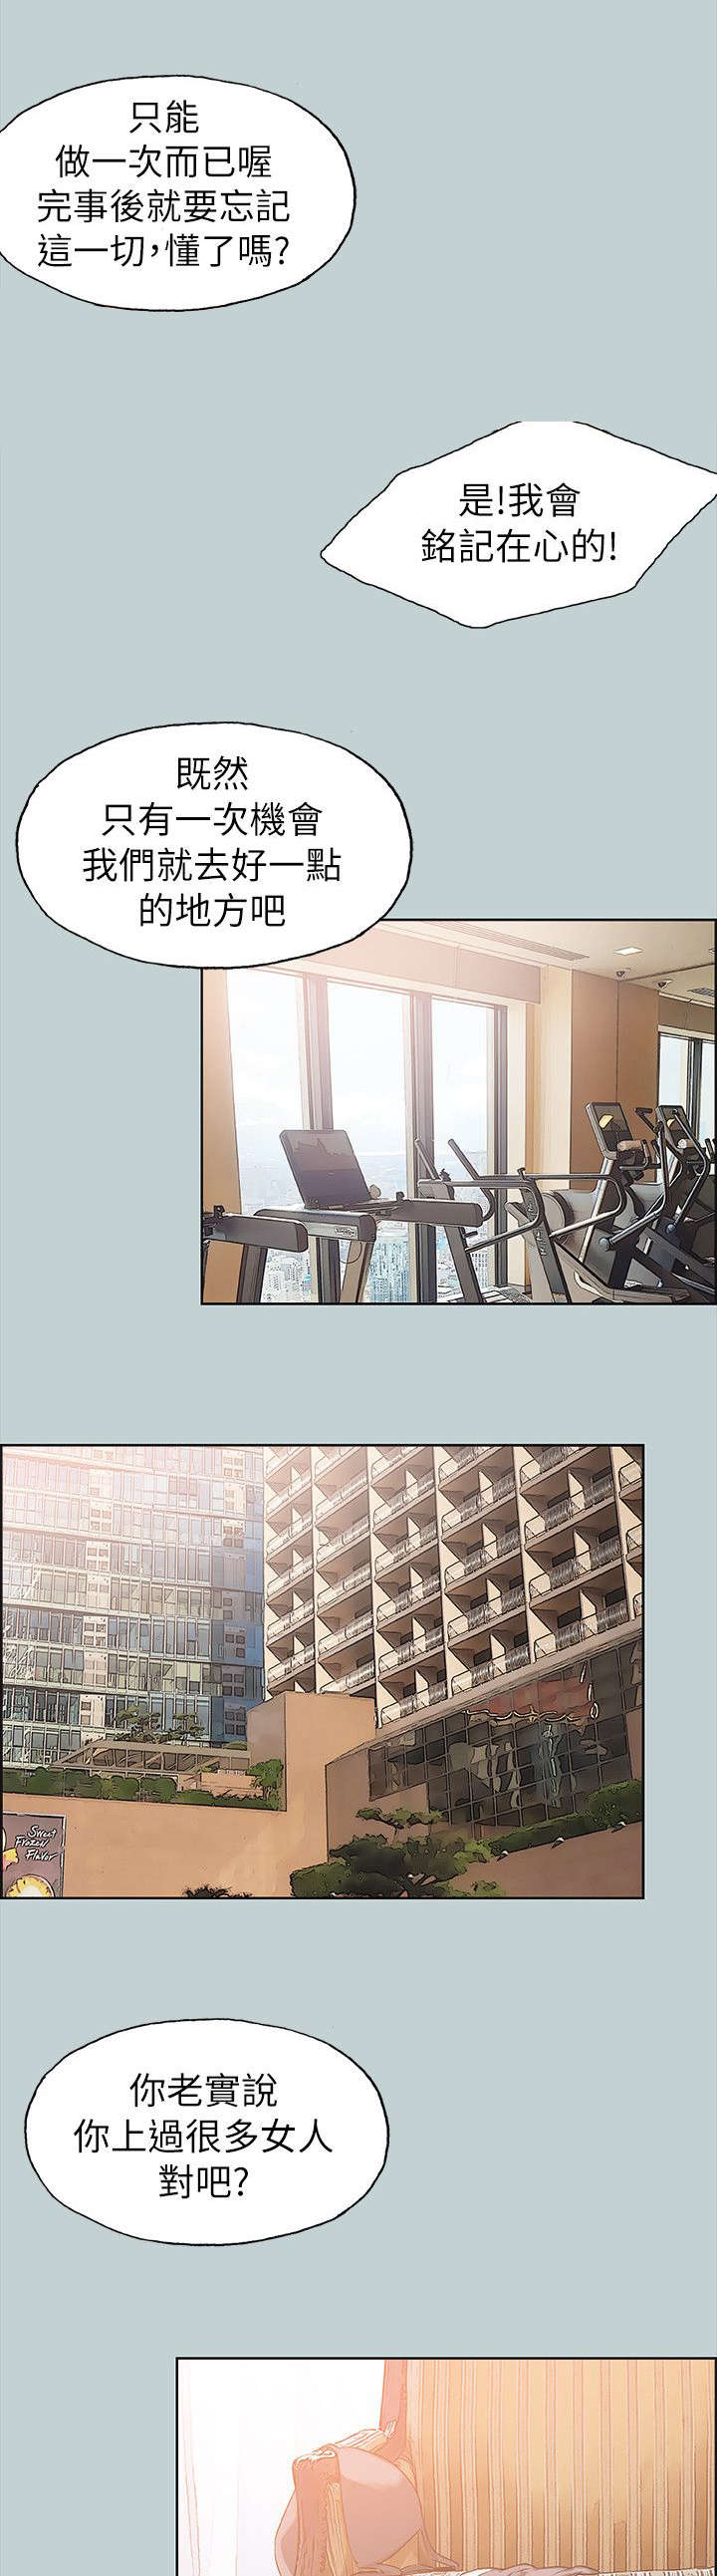 只能
做一次而已喔
完事後就要忘記
這一切，懂了嗎?
是!我會
銘記在心的!
既然
只有一次機會
我們就去好一點
的地方吧
Sweet
Frozen
Flavor
你老實說
你上過很多女人
對吧?